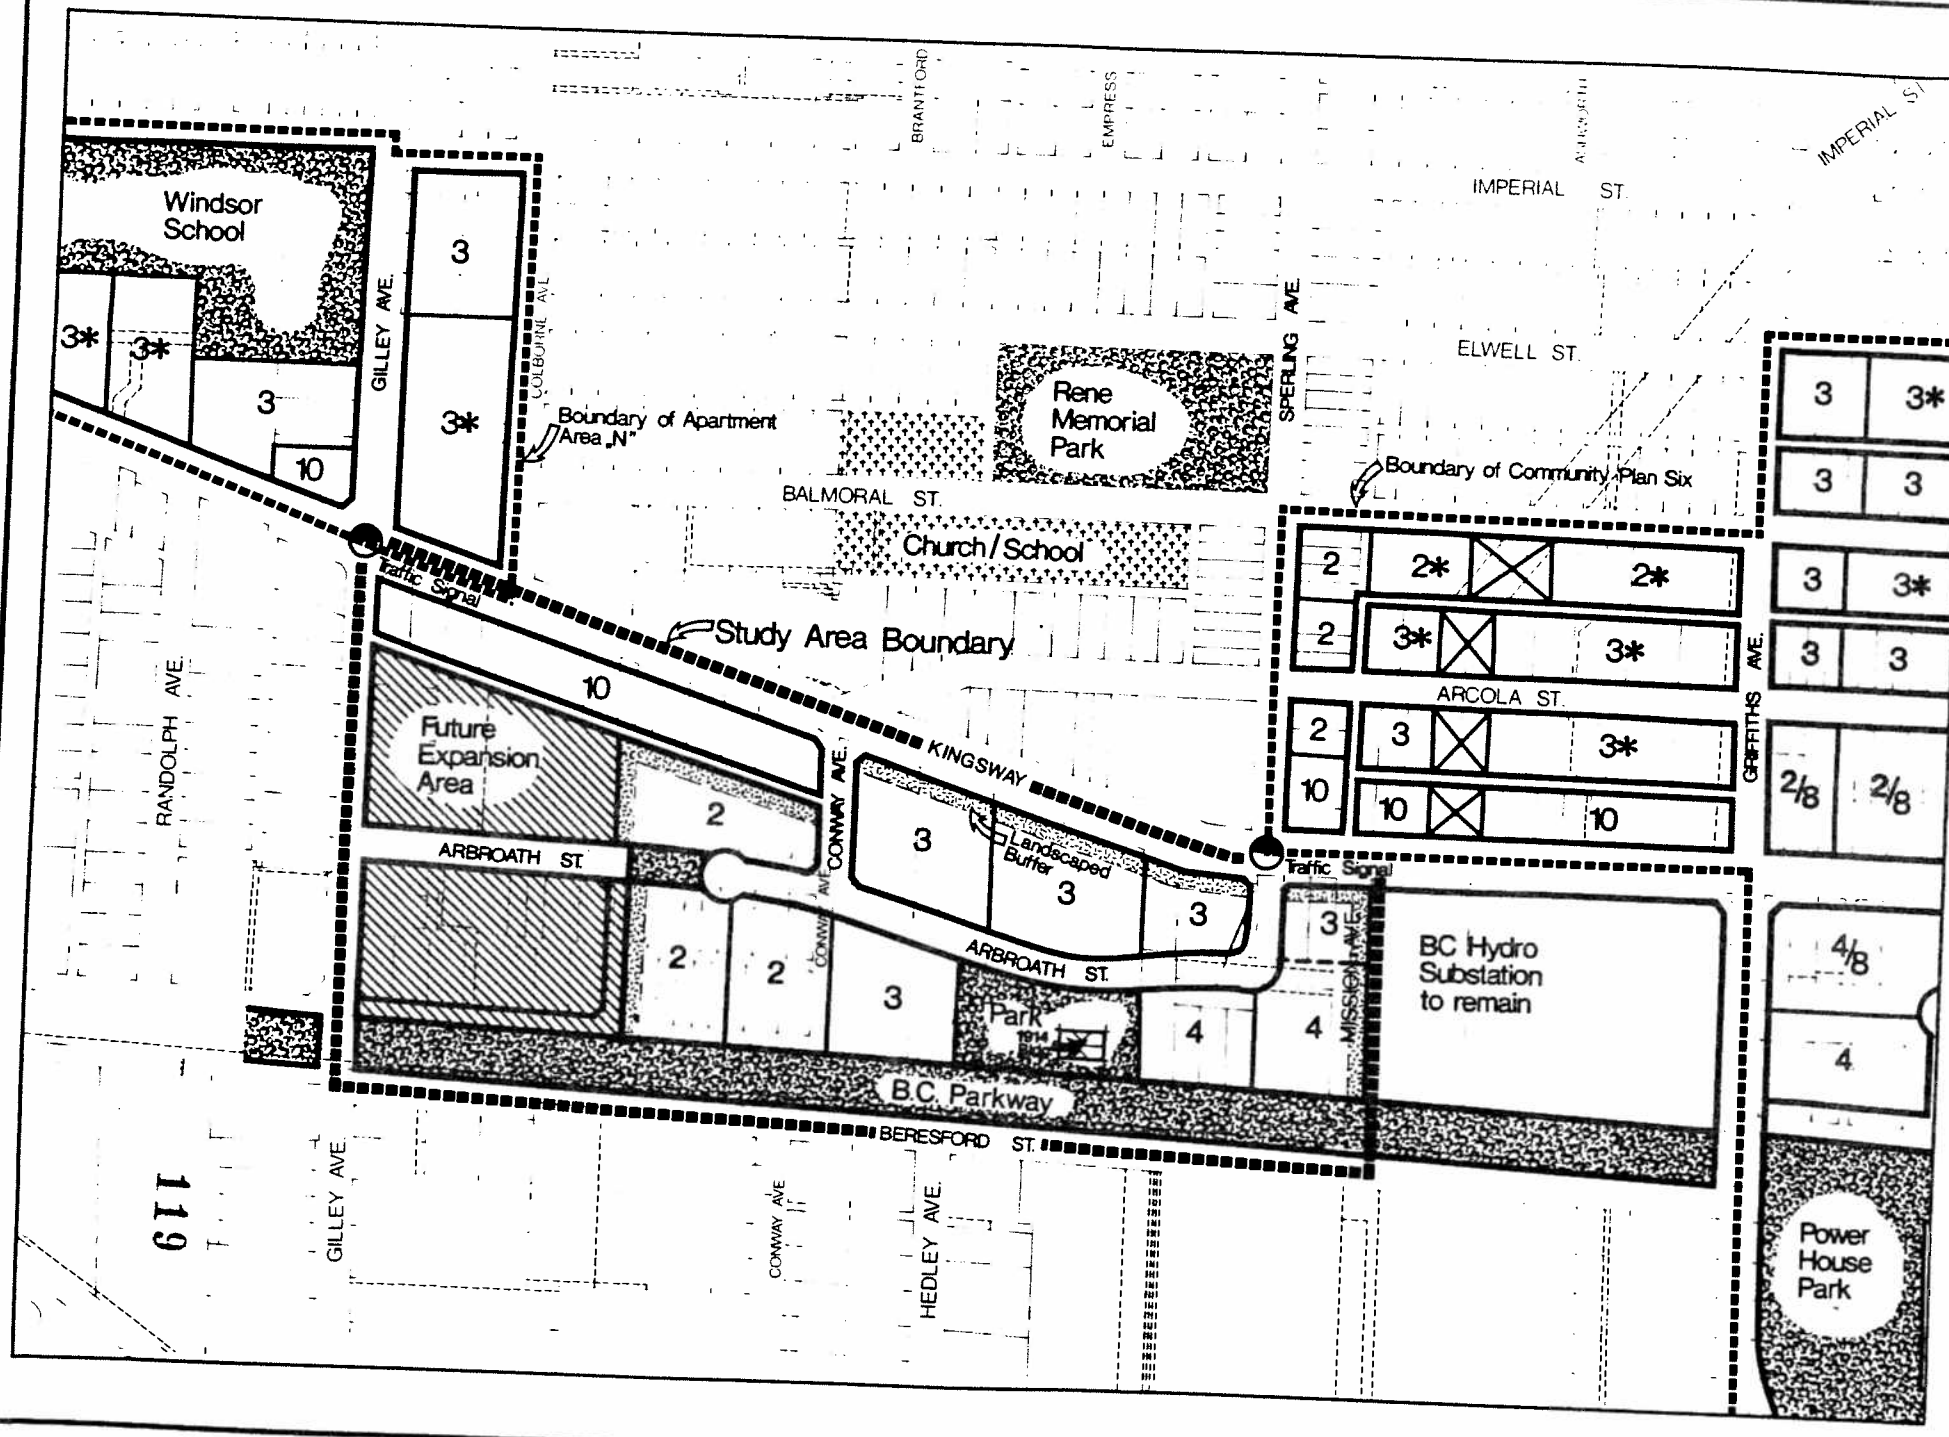 BRANTFORD
EMPRESS
IMPERIAL ST.
IMPERIAL ST.
Windsor
School
3
3*
3*
3
10
3*
GILLEY AVE.
COLBORNE AVE.
Boundary of Apartment
Area „N"
Rene
Memorial
Park
SPERLING AVE.
ELWELL ST.
BALMORAL ST.
Church/School
Boundary of Community Plan Six
3
3*
3
3
2
2*
2*
3
3*
2
3*
3*
3
3
ARCOLA ST.
GRIFFITHS AVE.
2
3
3*
2/8
2/8
10
10
10
Traffic Signal
Study Area Boundary
10
RANDOLPH AVE.
Future
Expansion
Area
2
CONWAY AVE.
KINGSWAY
3
Landscaped
Buffer
3
3
Traffic Signal
3
MISSION AVE.
BC Hydro
Substation
to remain
4/8
4
ARBROATH ST.
2
2
CONWAY AVE.
3
ARBROATH ST.
Park
1914
4
4
B.C. Parkway
BERESFORD ST.
GILLEY AVE.
CONWAY AVE
HEDLEY AVE.
Power
House
Park
119